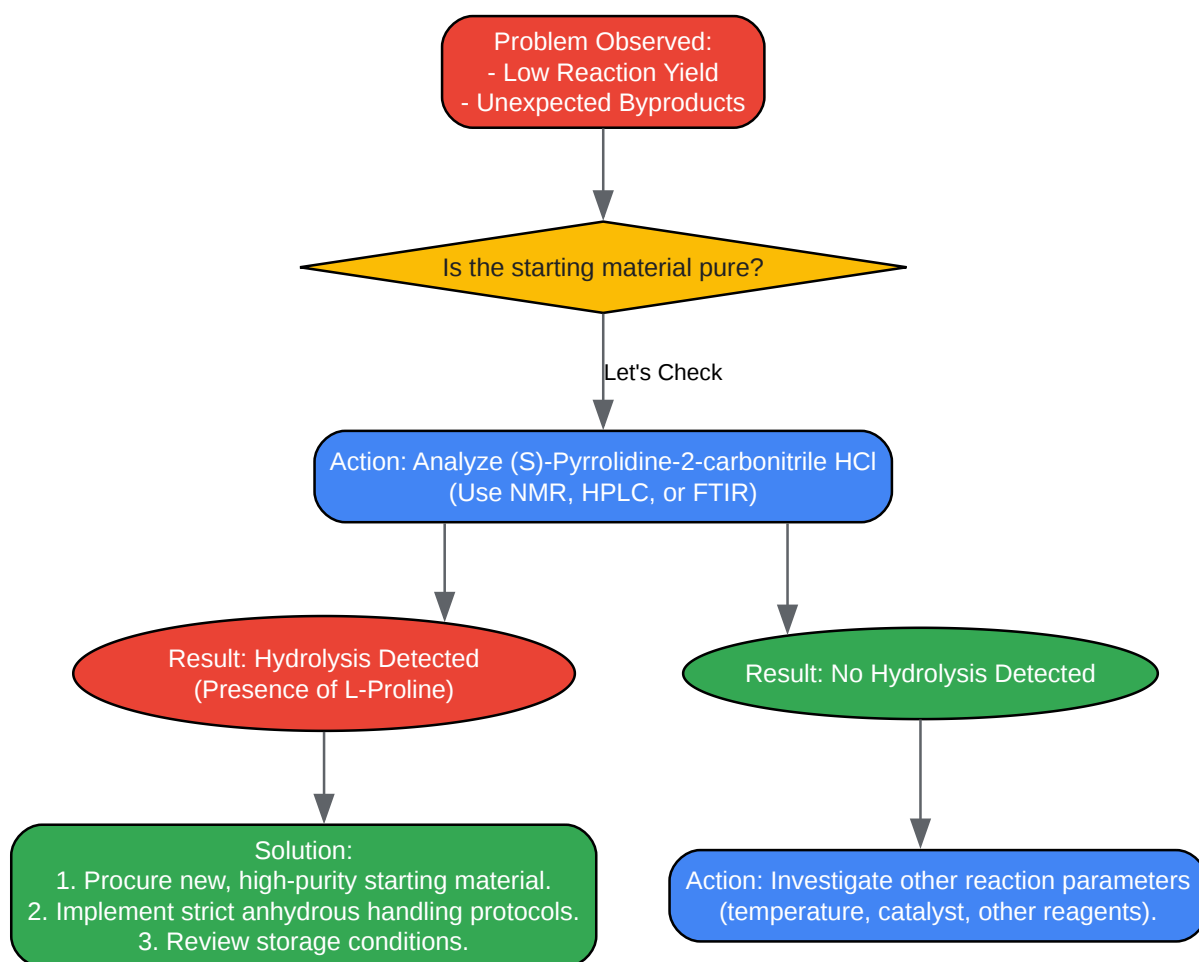 Problem Observed:
- Low Reaction Yield
- Unexpected Byproducts
Is the starting material pure?
Let's Check
Action: Analyze (S)-Pyrrolidine-2-carbonitrile HCl
(Use NMR, HPLC, or FTIR)
Result: Hydrolysis Detected
(Presence of L-Proline)
Result: No Hydrolysis Detected
Solution:
1. Procure new, high-purity starting material.
2. Implement strict anhydrous handling protocols.
3. Review storage conditions.
Action: Investigate other reaction parameters
(temperature, catalyst, other reagents).